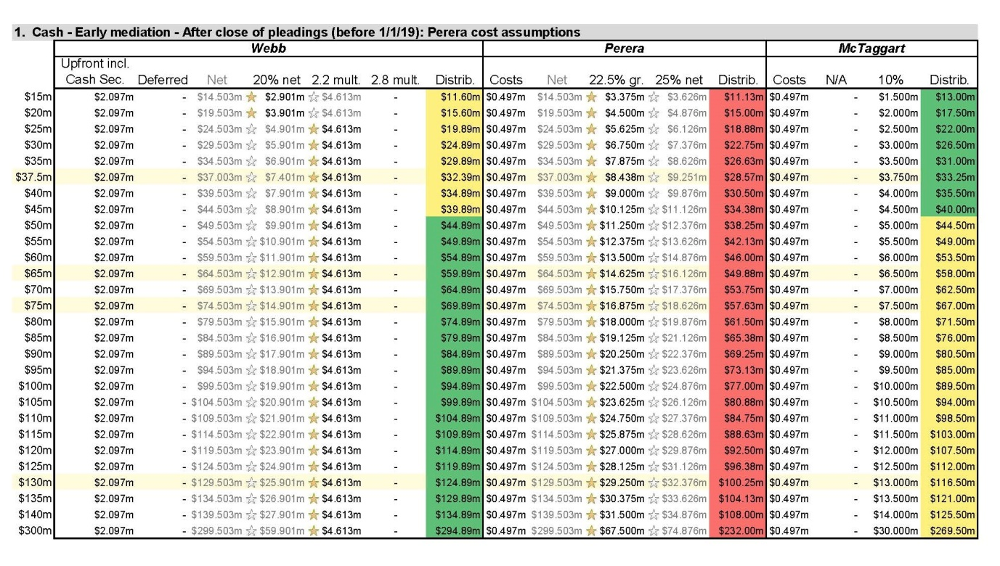 1. Cash - Early mediation - After close of pleadings (before 1/1/19): Perera cost assumptions
Webb Perera McTaggart
Upfront incl.
Cash Sec. Deferred Net 20% net 2.2 mult. 2.8 mult. Distrib. Costs Net 22.5% gr. 25% net Distrib. Costs N/A 10% Distrib.
$15m $2.097m - $14.503m $2.901m $4.613m - $11.60m $0.497m $14.503m $3.375m $3.626m $11.13m $0.497m - $1.500m $13.00m
$20m $2.097m - $19.503m $3.901m $4.613m - $15.60m $0.497m $19.503m $4.500m $4.876m $15.00m $0.497m - $2.000m $17.50m
$25m $2.097m - $24.503m $4.901m $4.613m - $19.89m $0.497m $24.503m $5.625m $6.126m $18.88m $0.497m - $2.500m $22.00m
$30m $2.097m - $29.503m $5.901m $4.613m - $24.89m $0.497m $29.503m $6.750m $7.376m $22.75m $0.497m - $3.000m $26.50m
$35m $2.097m - $34.503m $6.901m $4.613m - $29.89m $0.497m $34.503m $7.875m $8.626m $26.63m $0.497m - $3.500m $31.00m
$37.5m $2.097m - $37.003m $7.401m $4.613m - $32.39m $0.497m $37.003m $8.438m $9.251m $28.57m $0.497m - $3.750m $33.25m
$40m $2.097m - $39.503m $7.901m $4.613m - $34.89m $0.497m $39.503m $9.000m $9.876m $30.50m $0.497m - $4.000m $35.50m
$45m $2.097m - $44.503m $8.901m $4.613m - $39.89m $0.497m $44.503m $10.125m $11.126m $34.38m $0.497m - $4.500m $40.00m
$50m $2.097m - $49.503m $9.901m $4.613m - $44.89m $0.497m $49.503m $11.250m $12.376m $38.25m $0.497m - $5.000m $44.50m
$55m $2.097m - $54.503m $10.901m $4.613m - $49.89m $0.497m $54.503m $12.375m $13.626m $42.13m $0.497m - $5.500m $49.00m
$60m $2.097m - $59.503m $11.901m $4.613m - $54.89m $0.497m $59.503m $13.500m $14.876m $46.00m $0.497m - $6.000m $53.50m
$65m $2.097m - $64.503m $12.901m $4.613m - $59.89m $0.497m $64.503m $14.625m $16.126m $49.88m $0.497m - $6.500m $58.00m
$70m $2.097m - $69.503m $13.901m $4.613m - $64.89m $0.497m $69.503m $15.750m $17.376m $53.75m $0.497m - $7.000m $62.50m
$75m $2.097m - $74.503m $14.901m $4.613m - $69.89m $0.497m $74.503m $16.875m $18.626m $57.63m $0.497m - $7.500m $67.00m
$80m $2.097m - $79.503m $15.901m $4.613m - $74.89m $0.497m $79.503m $18.000m $19.876m $61.50m $0.497m - $8.000m $71.50m
$85m $2.097m - $84.503m $16.901m $4.613m - $79.89m $0.497m $84.503m $19.125m $21.126m $65.38m $0.497m - $8.500m $76.00m
$90m $2.097m - $89.503m $17.901m $4.613m - $84.89m $0.497m $89.503m $20.250m $22.376m $69.25m $0.497m - $9.000m $80.50m
$95m $2.097m - $94.503m $18.901m $4.613m - $89.89m $0.497m $94.503m $21.375m $23.626m $73.13m $0.497m - $9.500m $85.00m
$100m $2.097m - $99.503m $19.901m $4.613m - $94.89m $0.497m $99.503m $22.500m $24.876m $77.00m $0.497m - $10.000m $89.50m
$105m $2.097m - $104.503m $20.901m $4.613m - $99.89m $0.497m $104.503m $23.625m $26.126m $80.88m $0.497m - $10.500m $94.00m
$110m $2.097m - $109.503m $21.901m $4.613m - $104.89m $0.497m $109.503m $24.750m $27.376m $84.75m $0.497m - $11.000m $98.50m
$115m $2.097m - $114.503m $22.901m $4.613m - $109.89m $0.497m $114.503m $25.875m $28.626m $88.63m $0.497m - $11.500m $103.00m
$120m $2.097m - $119.503m $23.901m $4.613m - $114.89m $0.497m $119.503m $27.000m $29.876m $92.50m $0.497m - $12.000m $107.50m
$125m $2.097m - $124.503m $24.901m $4.613m - $119.89m $0.497m $124.503m $28.125m $31.126m $96.38m $0.497m - $12.500m $112.00m
$130m $2.097m - $129.503m $25.901m $4.613m - $124.89m $0.497m $129.503m $29.250m $32.376m $100.25m $0.497m - $13.000m $116.50m
$135m $2.097m - $134.503m $26.901m $4.613m - $129.89m $0.497m $134.503m $30.375m $33.626m $104.13m $0.497m - $13.500m $121.00m
$140m $2.097m - $139.503m $27.901m $4.613m - $134.89m $0.497m $139.503m $31.500m $34.876m $108.00m $0.497m - $14.000m $125.50m
$300m $2.097m - $299.503m $59.901m $4.613m - $294.89m $0.497m $299.503m $67.500m $74.876m $232.00m $0.497m - $30.000m $269.50m